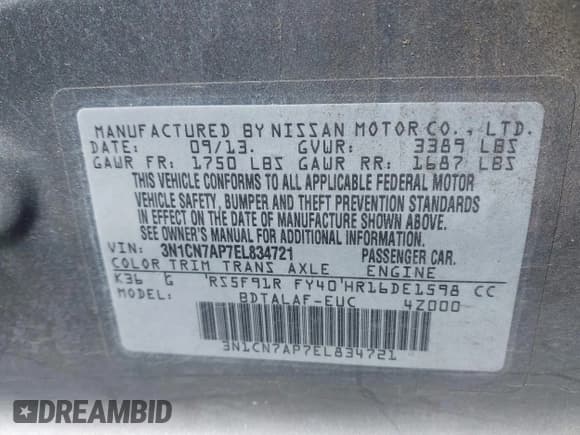 MANUFACTURED BY NISSAN MOTOR CO., LTD.
DATE: 09/13. GVWR: 3389 LBS
GAWR FR: 1750 LBS GAWR RR: 1687 LBS
THIS VEHICLE CONFORMS TO ALL APPLICABLE FEDERAL MOTOR
VEHICLE SAFETY, BUMPER AND THEFT PREVENTION STANDARDS
IN EFFECT ON THE DATE OF MANUFACTURE SHOWN ABOVE.
SEE OWNER'S MANUAL FOR ADDITIONAL INFORMATION.
VIN: 3N1CN7AP7EL834721 PASSENGER CAR.
COLOR TRIM TRANS AXLE ENGINE
K36 G RS5F91R FY40 HR16DE1598 CC
MODEL: BDTALAF-EUC 4Z000
3N1CN7AP7EL834721
DREAMBID